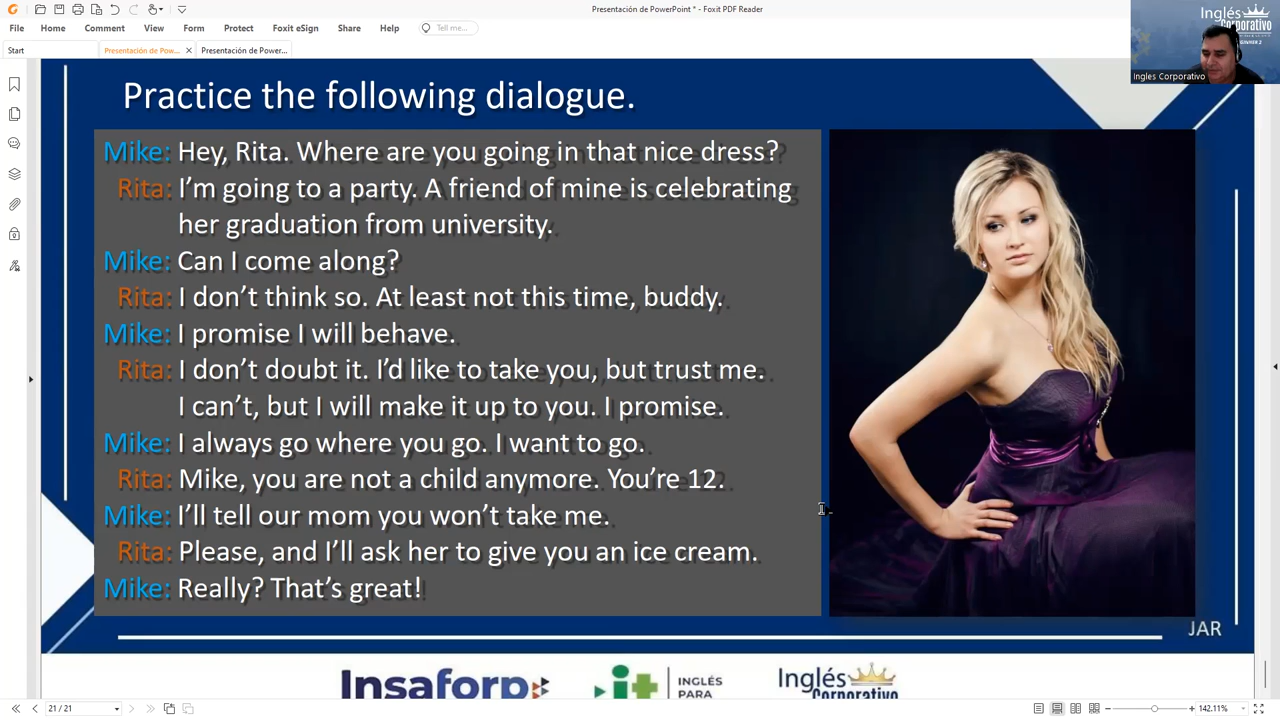 Presentación de PowerPoint * - Foxit PDF Reader
File Home Comment View Form Protect Foxit eSign Share Help Tell me...
Start Presentación de Pow... Presentación de Power...
Inglés
Corporativo
Ingles Corporativo
Practice the following dialogue.
Mike: Hey, Rita. Where are you going in that nice dress?
Rita: I'm going to a party. A friend of mine is celebrating
her graduation from university.
Mike: Can I come along?
Rita: I don't think so. At least not this time, buddy.
Mike: I promise I will behave.
Rita: I don't doubt it. I'd like to take you, but trust me.
I can't, but I will make it up to you. I promise.
Mike: I always go where you go. I want to go.
Rita: Mike, you are not a child anymore. You're 12.
Mike: I'll tell our mom you won't take me.
Rita: Please, and I'll ask her to give you an ice cream.
Mike: Really? That's great!
JAR
Insaforp it INGLÉS PARA Inglés Corporativo
21 / 21 142.11%